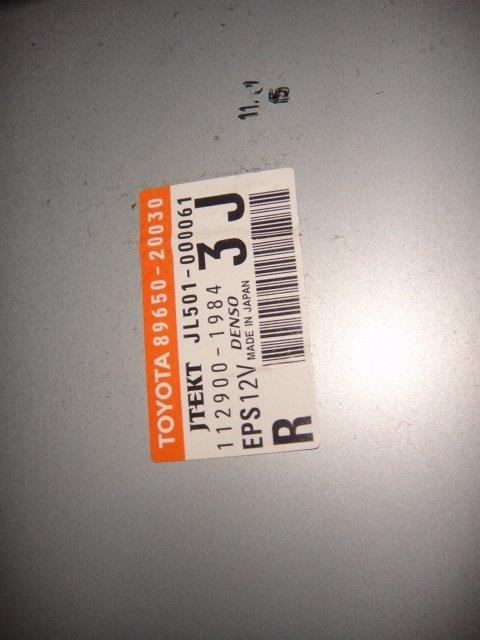 TOYOTA 89650-20030
JTEKT JL501-000061
112900-1984
3J
EPS12V DENSO
MADE IN JAPAN
R